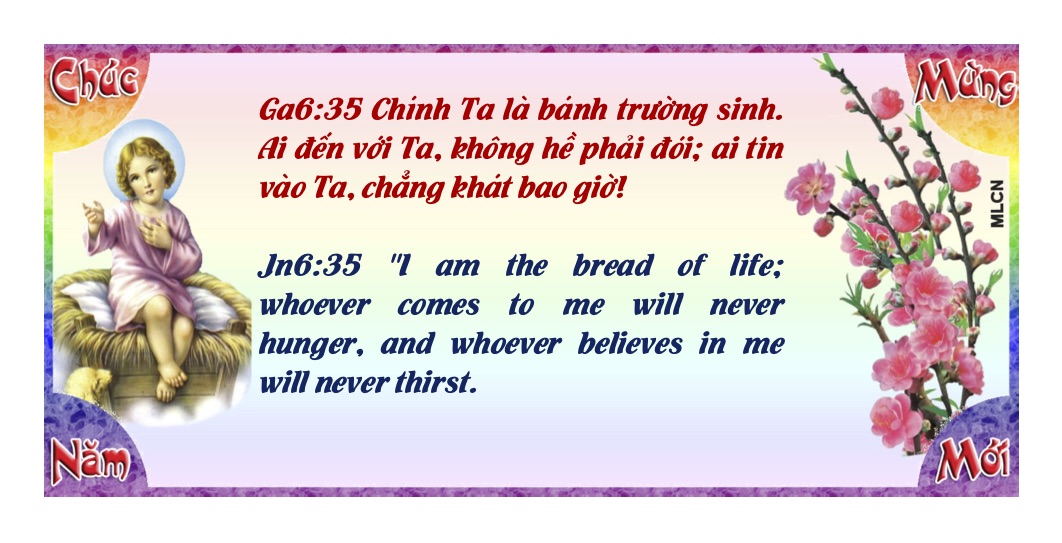 Chúc
Mừng
Ga6:35 Chính Ta là bánh trường sinh.
Ai đến với Ta, không hề phải đói; ai tin
vào Ta, chẳng khát bao giờ!
Jn6:35 "I am the bread of life;
whoever comes to me will never
hunger, and whoever believes in me
will never thirst.
MLCN
Năm
Mới